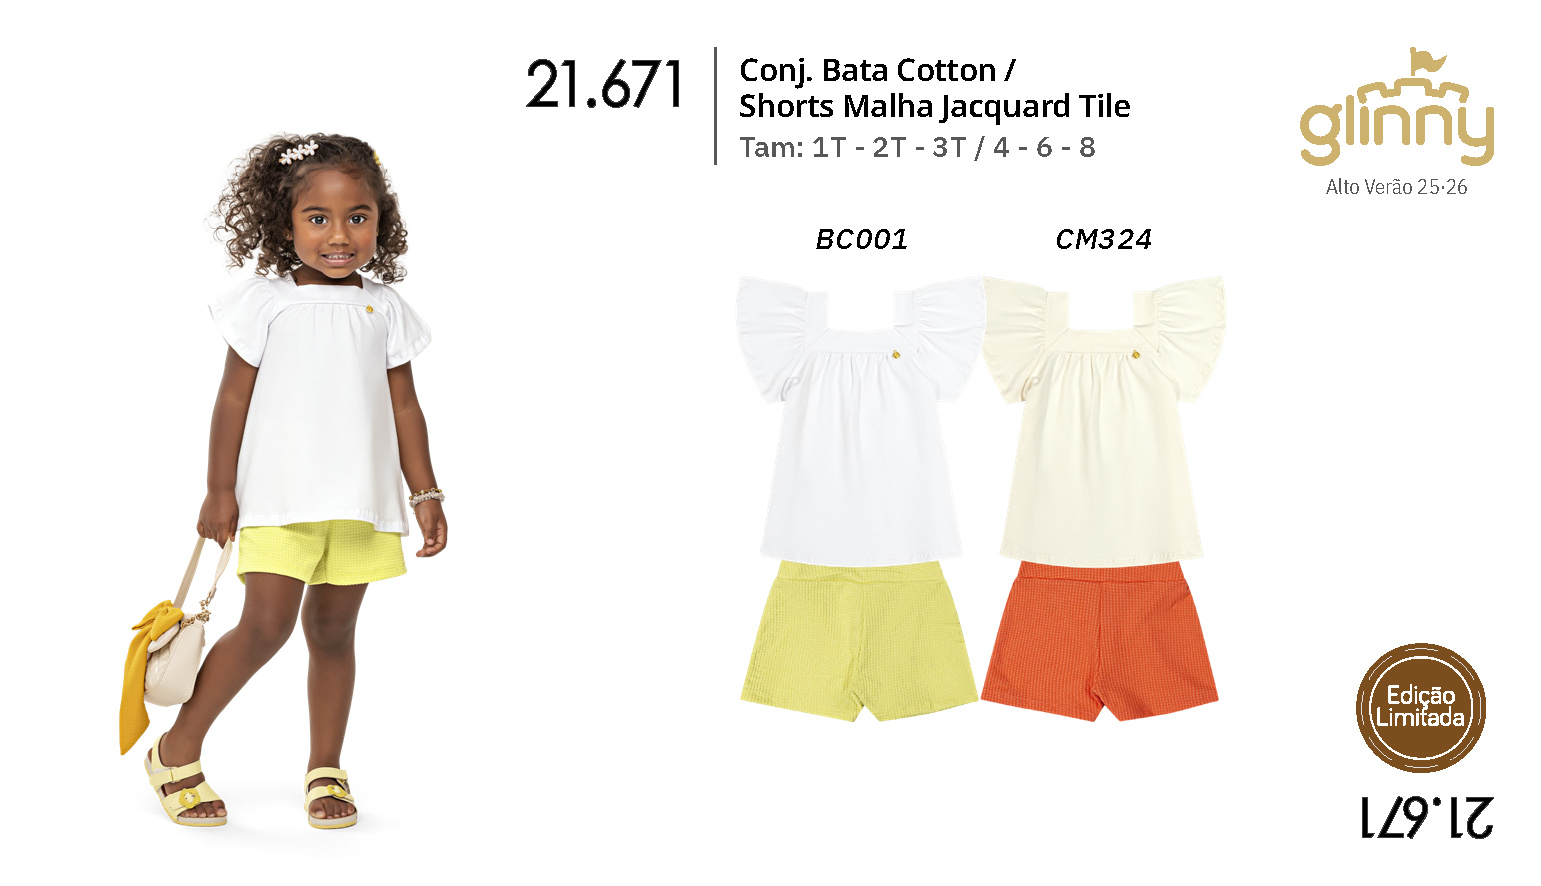 21.671
Conj. Bata Cotton /
Shorts Malha Jacquard Tile
Tam: 1T - 2T - 3T / 4 - 6 - 8
glinny
Alto Verão 25·26
BC001
CM324
Edição
Limitada
21.671